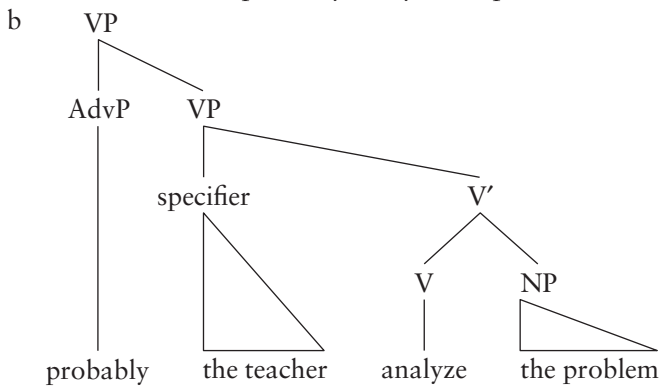 b
VP
AdvP VP
specifier V′
V NP
probably the teacher analyze the problem